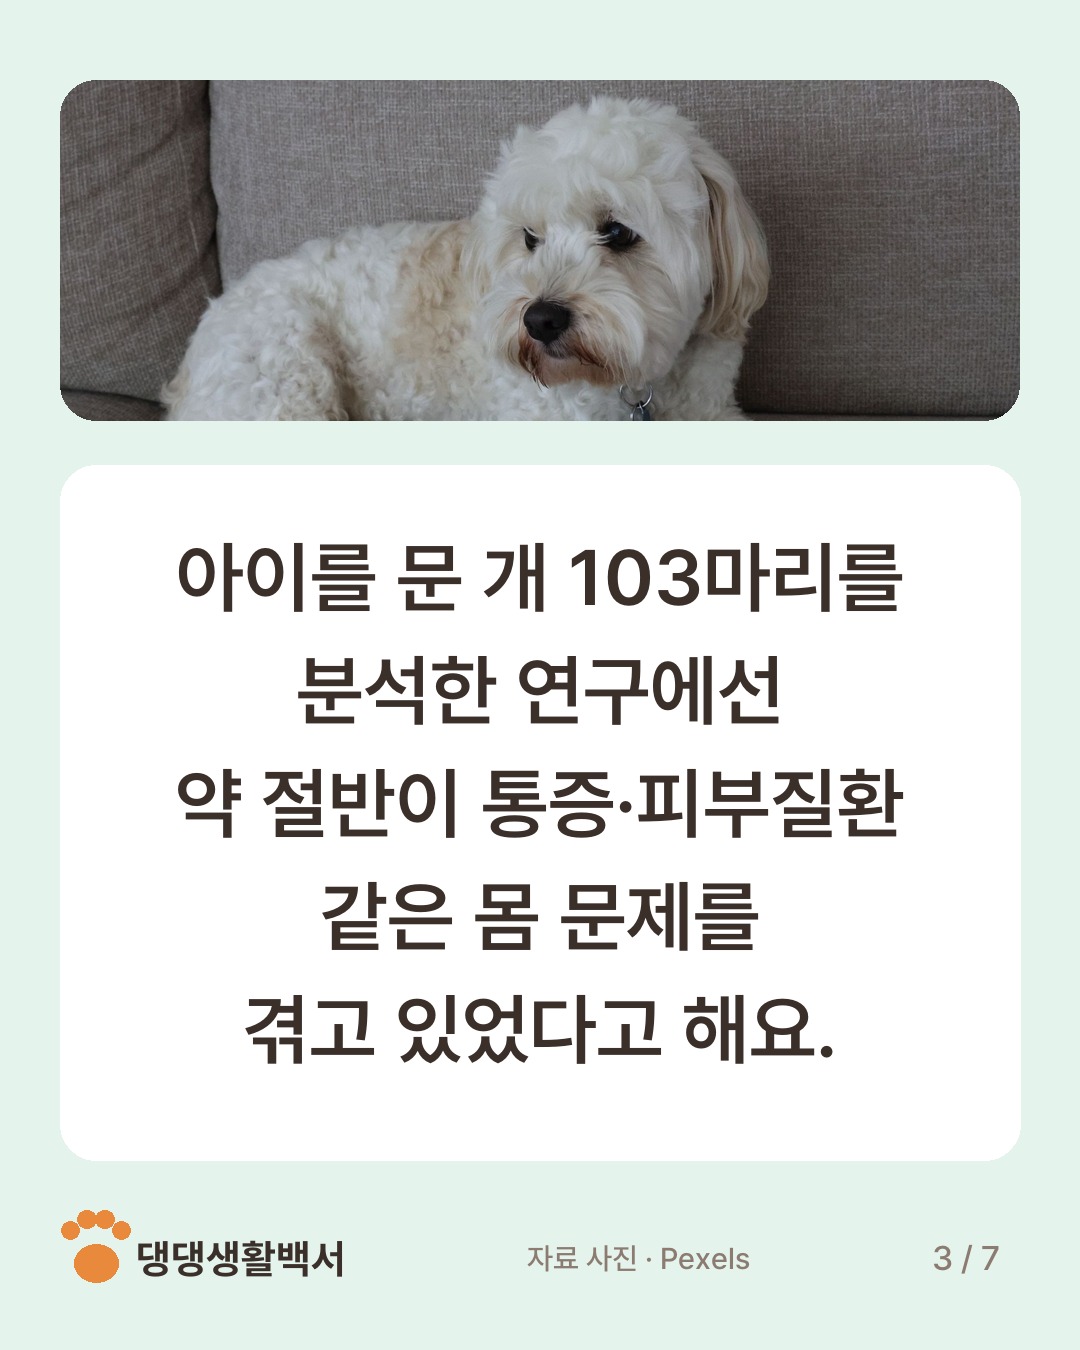 아이를 문 개 103마리를
분석한 연구에선
약 절반이 통증·피부질환
같은 몸 문제를
겪고 있었다고 해요.
댕댕생활백서
자료 사진 · Pexels
3 / 7